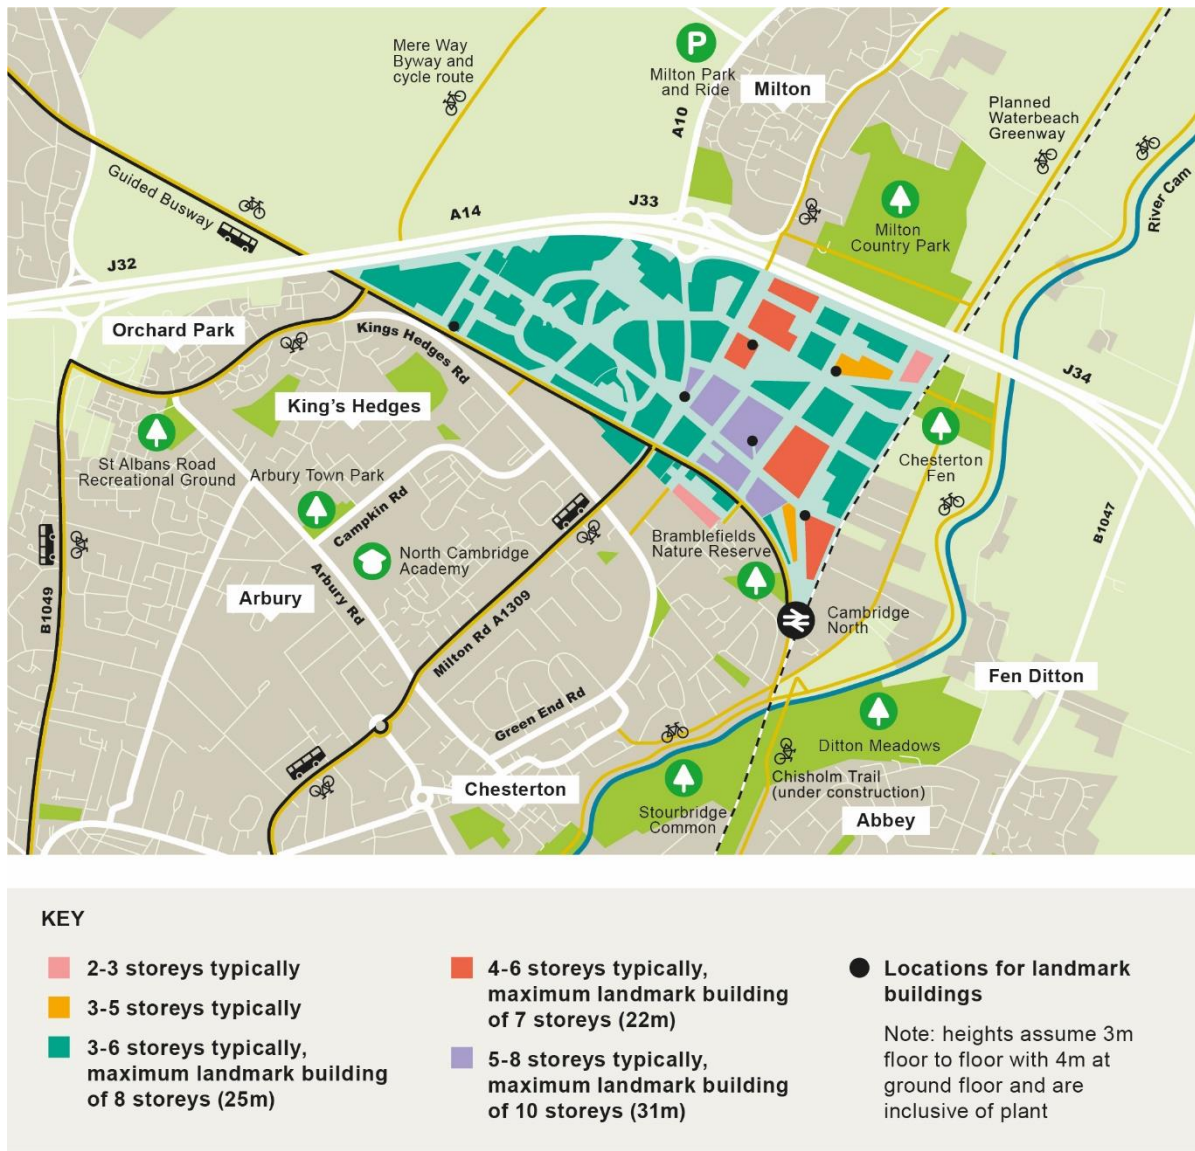 Mere Way
Byway and
cycle route
P
Milton Park
and Ride
Milton
A10
Planned
Waterbeach
Greenway
River Cam
Guided Busway
A14
J33
Milton
Country Park
J32
Orchard Park
Kings Hedges Rd
J34
King's Hedges
St Albans Road
Recreational Ground
Arbury Town Park
Campkin Rd
Chesterton
Fen
B1047
Bramblefields
Nature Reserve
North Cambridge
Academy
B1049
Arbury
Arbury Rd
Milton Rd A1309
Cambridge
North
Fen Ditton
Green End Rd
Ditton Meadows
Chesterton
Chisholm Trail
(under construction)
Stourbridge
Common
Abbey
KEY
2-3 storeys typically
3-5 storeys typically
3-6 storeys typically,
maximum landmark building
of 8 storeys (25m)
4-6 storeys typically,
maximum landmark building
of 7 storeys (22m)
5-8 storeys typically,
maximum landmark building
of 10 storeys (31m)
Locations for landmark
buildings
Note: heights assume 3m
floor to floor with 4m at
ground floor and are
inclusive of plant